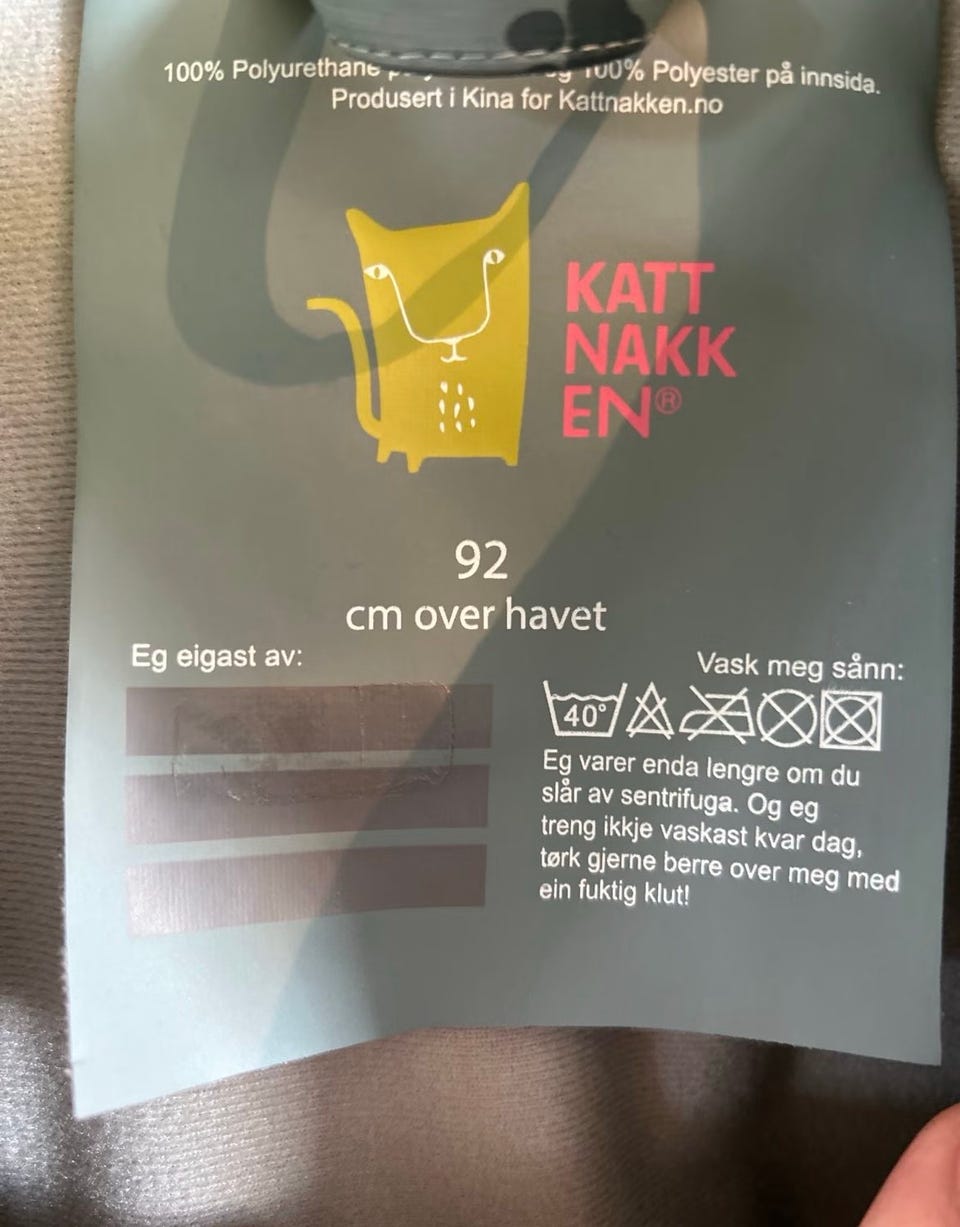 100% Polyurethane og 100% Polyester på innsida.
Produsert i Kina for Kattnakken.no
KATT
NAKK
EN®
92
cm over havet
Eg eigast av:
Vask meg sånn:
40°
Eg varer enda lengre om du
slår av sentrifuga. Og eg
treng ikkje vaskast kvar dag,
tørk gjerne berre over meg med
ein fuktig klut!